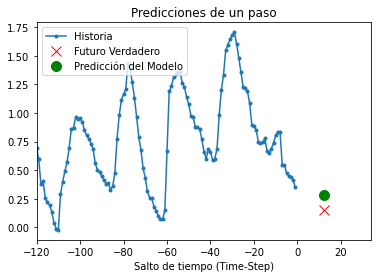 Predicciones de un paso
Historia
Futuro Verdadero
Predicción del Modelo
1.75
1.50
1.25
1.00
0.75
0.50
0.25
0.00
−120 −100 −80 −60 −40 −20 0 20
Salto de tiempo (Time-Step)